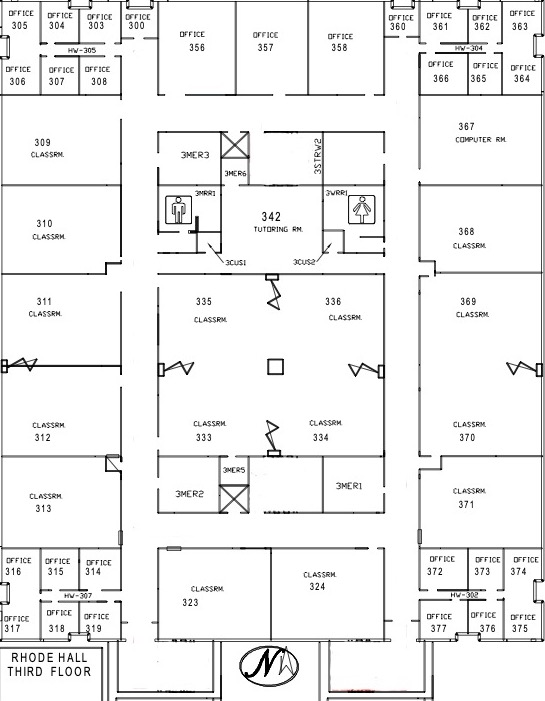 OFFICE
305
OFFICE
304
OFFICE
303
OFFICE
300
OFFICE
356
OFFICE
357
OFFICE
358
OFFICE
360
OFFICE
361
OFFICE
362
OFFICE
363
HW-305
HW-304
OFFICE
306
OFFICE
307
OFFICE
308
OFFICE
366
OFFICE
365
OFFICE
364
309
CLASSRM.
367
COMPUTER RM.
3MER3
3MER6
3STRW2
3MRR1
3WRR1
310
CLASSRM.
342
TUTORING RM.
368
CLASSRM.
3CUS1
3CUS2
311
CLASSRM.
335
CLASSRM.
336
CLASSRM.
369
CLASSRM.
CLASSRM.
312
CLASSRM.
333
CLASSRM.
334
CLASSRM.
370
3MER5
3MER2
3MER1
CLASSRM.
313
CLASSRM.
371
OFFICE
316
OFFICE
315
OFFICE
314
CLASSRM.
323
CLASSRM.
324
OFFICE
372
OFFICE
373
OFFICE
374
HW-307
HW-302
OFFICE
317
OFFICE
318
OFFICE
319
OFFICE
377
OFFICE
376
OFFICE
375
RHODE HALL
THIRD FLOOR
N